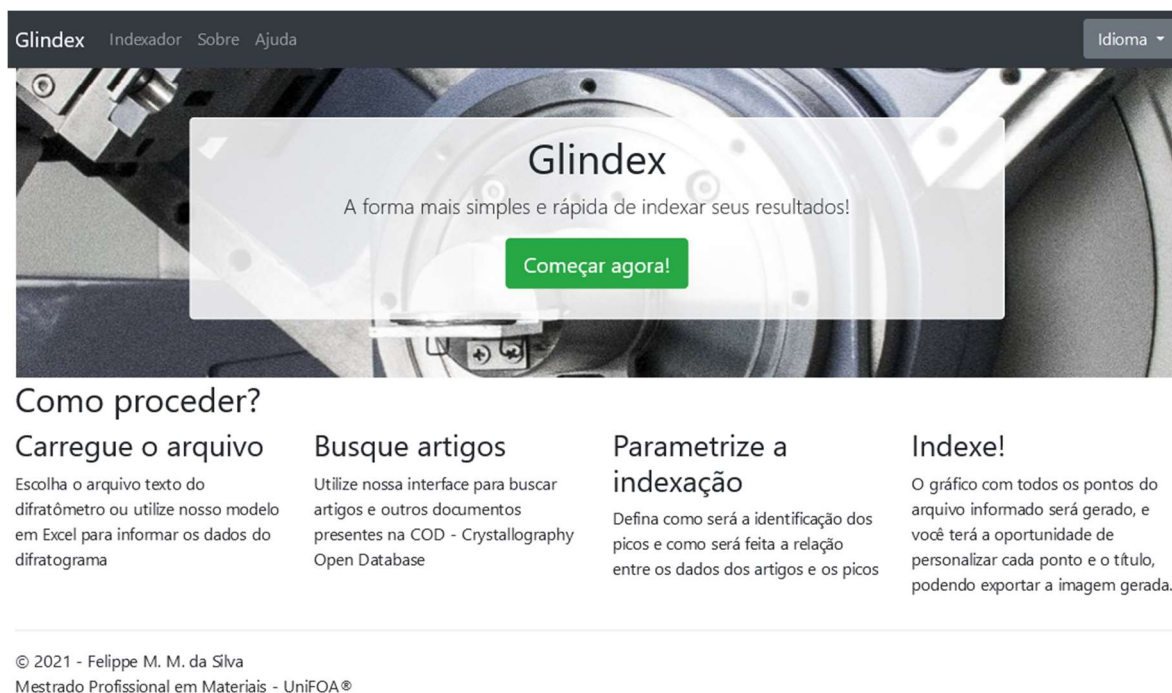 Glindex Indexador Sobre Ajuda Idioma
Glindex
A forma mais simples e rápida de indexar seus resultados!
Começar agora!
Como proceder?
Carregue o arquivo
Escolha o arquivo texto do
difratômetro ou utilize nosso modelo
em Excel para informar os dados do
difratograma
Busque artigos
Utilize nossa interface para buscar
artigos e outros documentos
presentes na COD - Crystallography
Open Database
Parametrize a
indexação
Defina como será a identificação dos
picos e como será feita a relação
entre os dados dos artigos e os picos
Indexe!
O gráfico com todos os pontos do
arquivo informado será gerado, e
você terá a oportunidade de
personalizar cada ponto e o título,
podendo exportar a imagem gerada.
© 2021 - Felippe M. M. da Silva
Mestrado Profissional em Materiais - UniFOA®